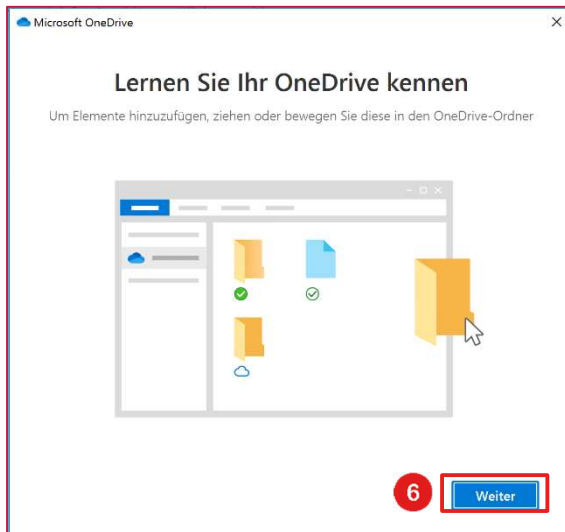 Microsoft OneDrive
Lernen Sie Ihr OneDrive kennen
Um Elemente hinzuzufügen, ziehen oder bewegen Sie diese in den OneDrive-Ordner
6 Weiter